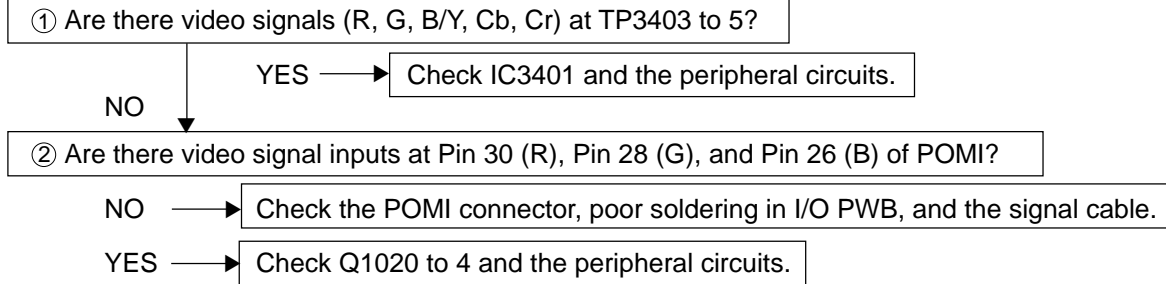 ① Are there video signals (R, G, B/Y, Cb, Cr) at TP3403 to 5?
YES
Check IC3401 and the peripheral circuits.
NO
② Are there video signal inputs at Pin 30 (R), Pin 28 (G), and Pin 26 (B) of POMI?
NO
Check the POMI connector, poor soldering in I/O PWB, and the signal cable.
YES
Check Q1020 to 4 and the peripheral circuits.